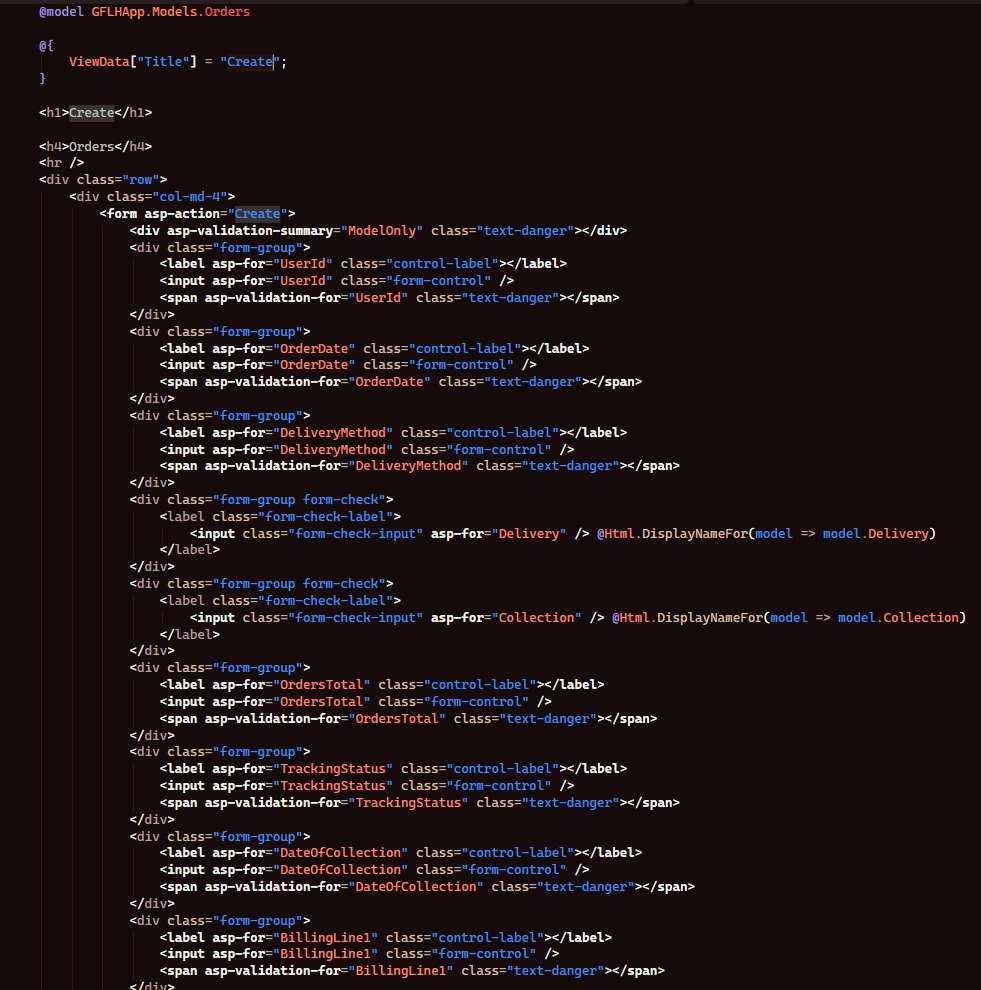 @model GFLHApp.Models.Orders
@{
ViewData["Title"] = "Create";
}
<h1>Create</h1>
<h4>Orders</h4>
<hr />
<div class="row">
<div class="col-md-4">
<form asp-action="Create">
<div asp-validation-summary="ModelOnly" class="text-danger"></div>
<div class="form-group">
<label asp-for="UserId" class="control-label"></label>
<input asp-for="UserId" class="form-control" />
<span asp-validation-for="UserId" class="text-danger"></span>
</div>
<div class="form-group">
<label asp-for="OrderDate" class="control-label"></label>
<input asp-for="OrderDate" class="form-control" />
<span asp-validation-for="OrderDate" class="text-danger"></span>
</div>
<div class="form-group">
<label asp-for="DeliveryMethod" class="control-label"></label>
<input asp-for="DeliveryMethod" class="form-control" />
<span asp-validation-for="DeliveryMethod" class="text-danger"></span>
</div>
<div class="form-group form-check">
<label class="form-check-label">
<input class="form-check-input" asp-for="Delivery" /> @Html.DisplayNameFor(model => model.Delivery)
</label>
</div>
<div class="form-group form-check">
<label class="form-check-label">
<input class="form-check-input" asp-for="Collection" /> @Html.DisplayNameFor(model => model.Collection)
</label>
</div>
<div class="form-group">
<label asp-for="OrdersTotal" class="control-label"></label>
<input asp-for="OrdersTotal" class="form-control" />
<span asp-validation-for="OrdersTotal" class="text-danger"></span>
</div>
<div class="form-group">
<label asp-for="TrackingStatus" class="control-label"></label>
<input asp-for="TrackingStatus" class="form-control" />
<span asp-validation-for="TrackingStatus" class="text-danger"></span>
</div>
<div class="form-group">
<label asp-for="DateOfCollection" class="control-label"></label>
<input asp-for="DateOfCollection" class="form-control" />
<span asp-validation-for="DateOfCollection" class="text-danger"></span>
</div>
<div class="form-group">
<label asp-for="BillingLine1" class="control-label"></label>
<input asp-for="BillingLine1" class="form-control" />
<span asp-validation-for="BillingLine1" class="text-danger"></span>
</div>